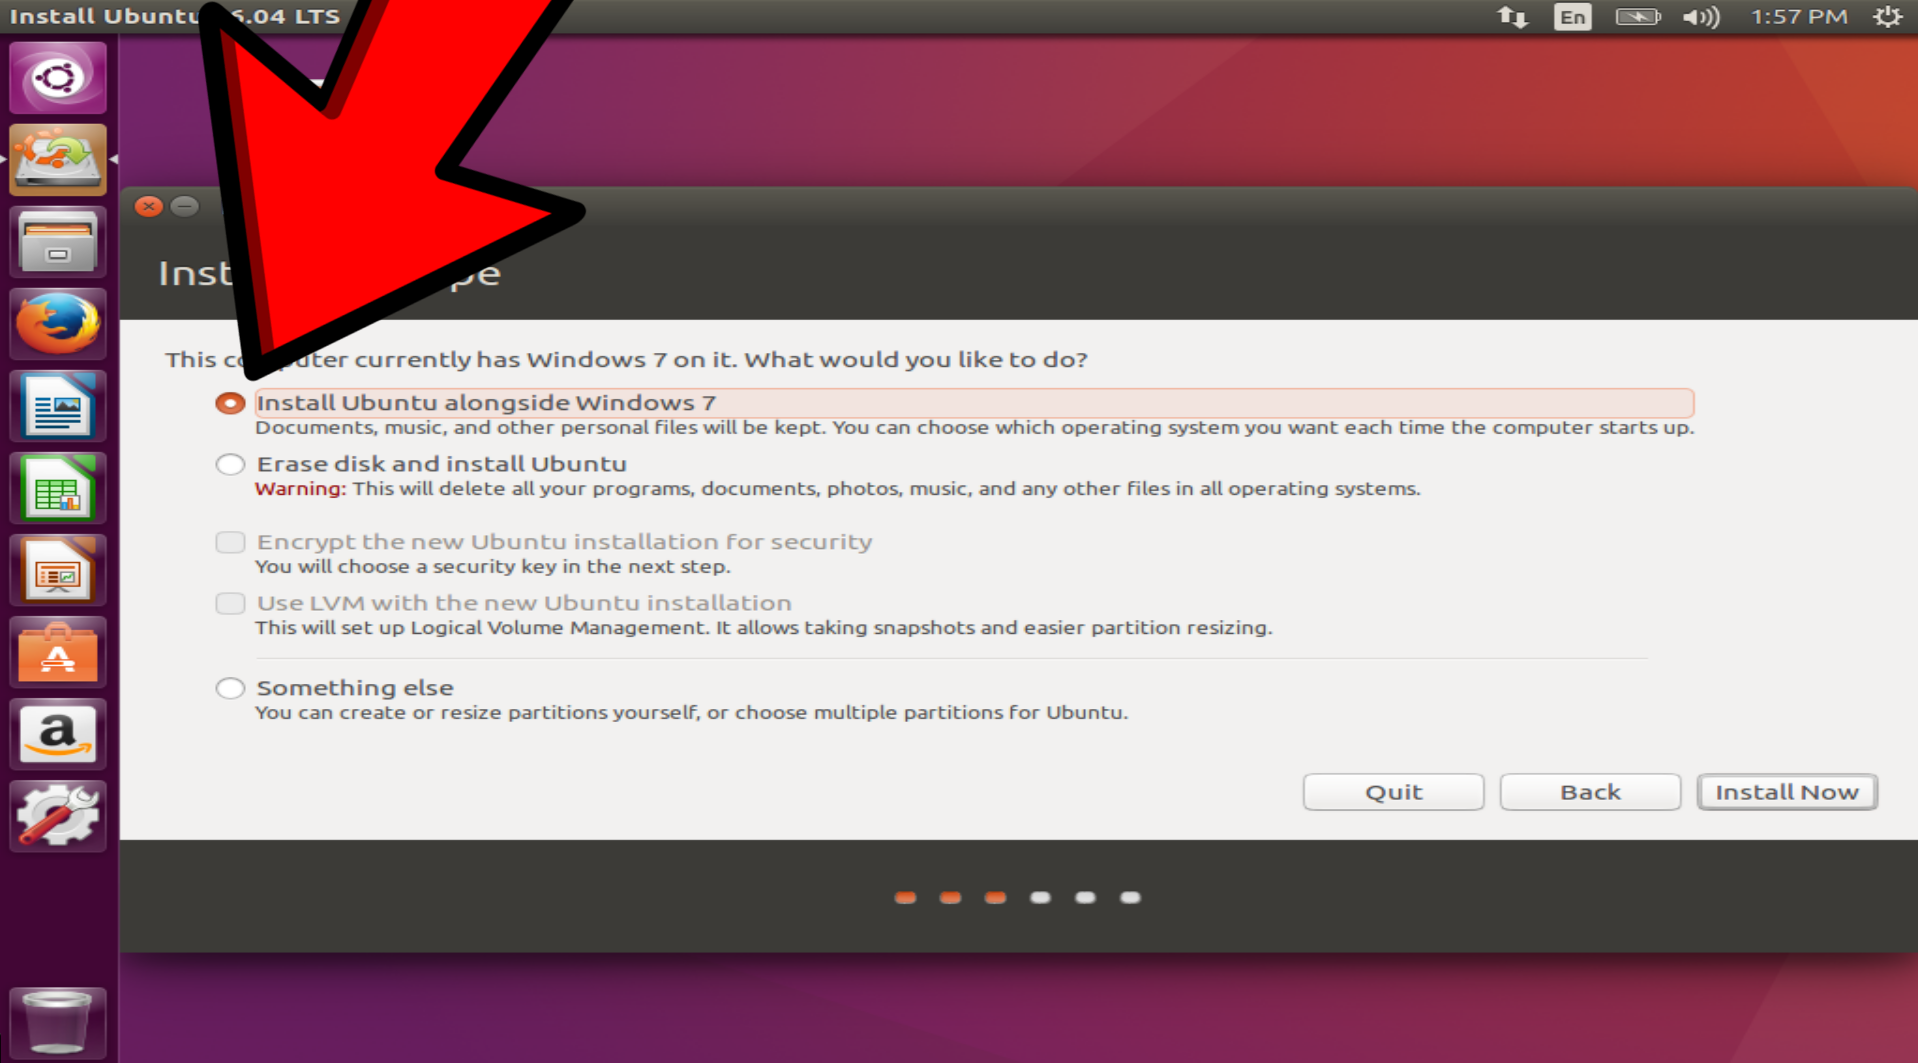 Install Ubuntu 6.04 LTS
En
1:57 PM
Inst pe
This computer currently has Windows 7 on it. What would you like to do?
Install Ubuntu alongside Windows 7
Documents, music, and other personal files will be kept. You can choose which operating system you want each time the computer starts up.
Erase disk and install Ubuntu
Warning: This will delete all your programs, documents, photos, music, and any other files in all operating systems.
Encrypt the new Ubuntu installation for security
You will choose a security key in the next step.
Use LVM with the new Ubuntu installation
This will set up Logical Volume Management. It allows taking snapshots and easier partition resizing.
Something else
You can create or resize partitions yourself, or choose multiple partitions for Ubuntu.
Quit
Back
Install Now
a